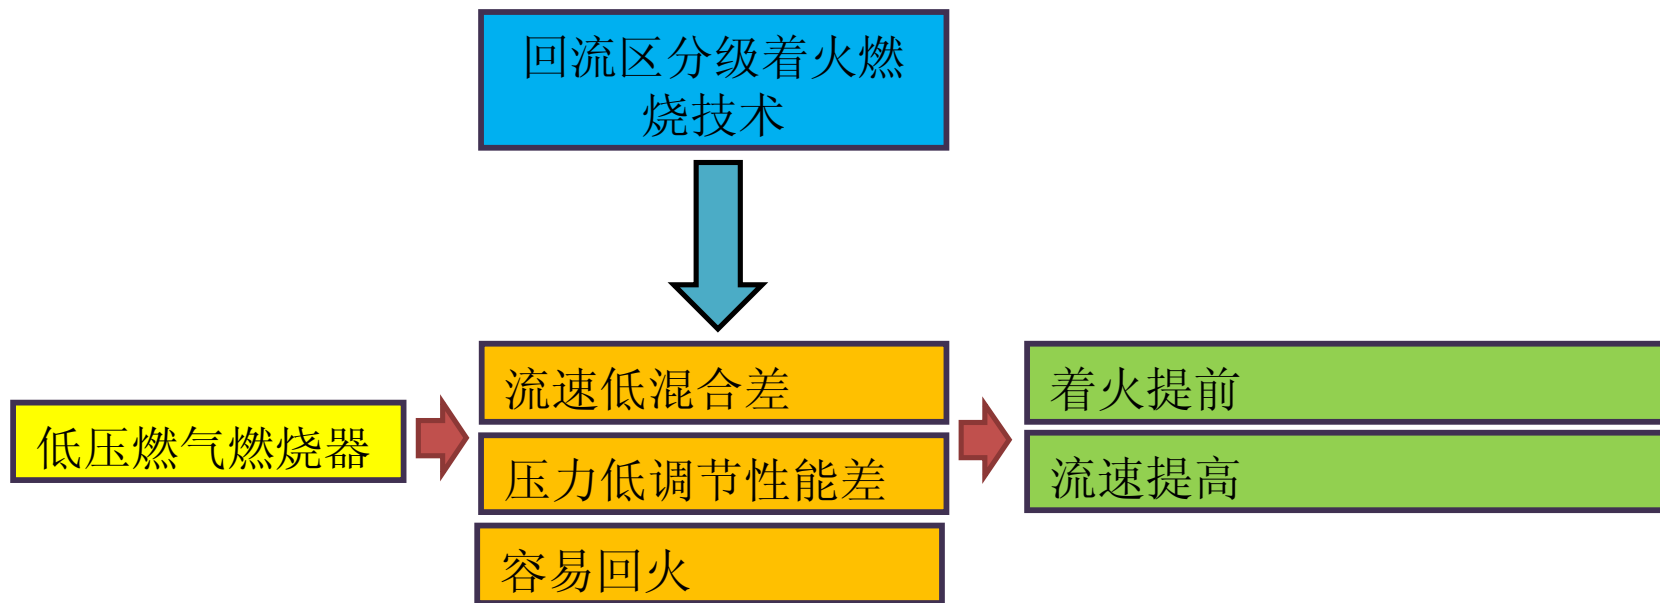 回流区分级着火燃
烧技术
低压燃气燃烧器
流速低混合差
压力低调节性能差
容易回火
着火提前
流速提高